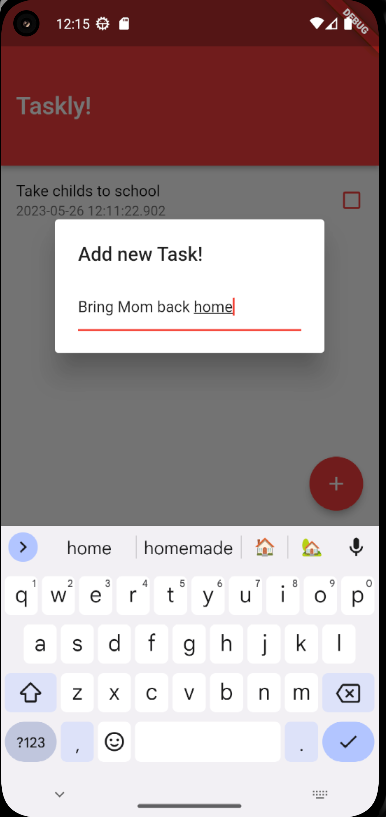 12:15
DEBUG
Taskly!
Take childs to school
2023-05-26 12:11:22.902
Add new Task!
Bring Mom back home
home homemade
q1 w2 e3 r4 t5 y6 u7 i8 o9 p0
a s d f g h j k l
z x c v b n m
?123 , .